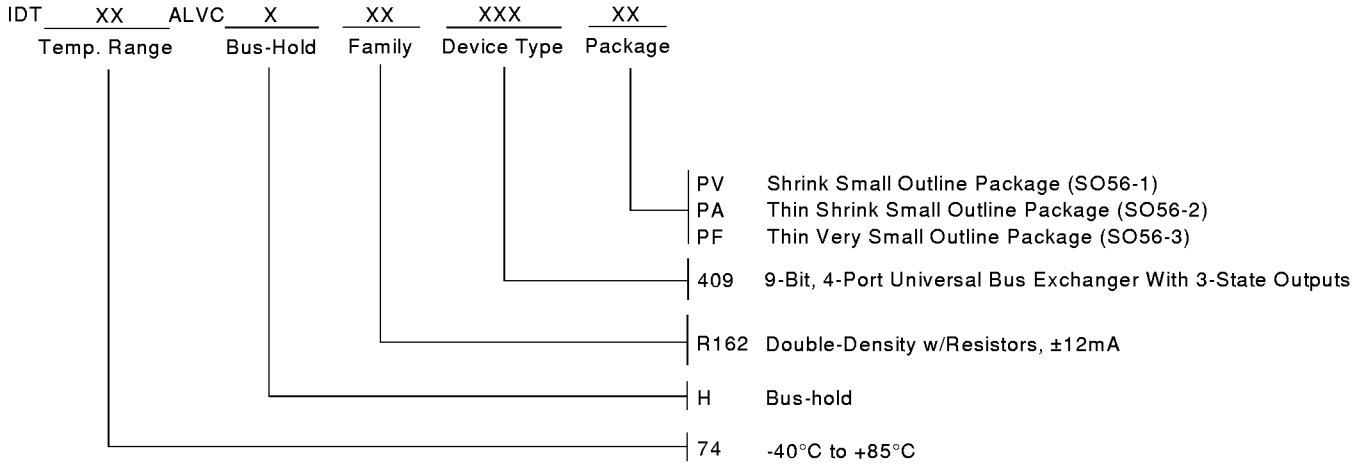 IDT XX ALVC X XX XXX XX
Temp. Range Bus-Hold Family Device Type Package
PV Shrink Small Outline Package (SO56-1)
PA Thin Shrink Small Outline Package (SO56-2)
PF Thin Very Small Outline Package (SO56-3)
409 9-Bit, 4-Port Universal Bus Exchanger With 3-State Outputs
R162 Double-Density w/Resistors, ±12mA
H Bus-hold
74 -40°C to +85°C